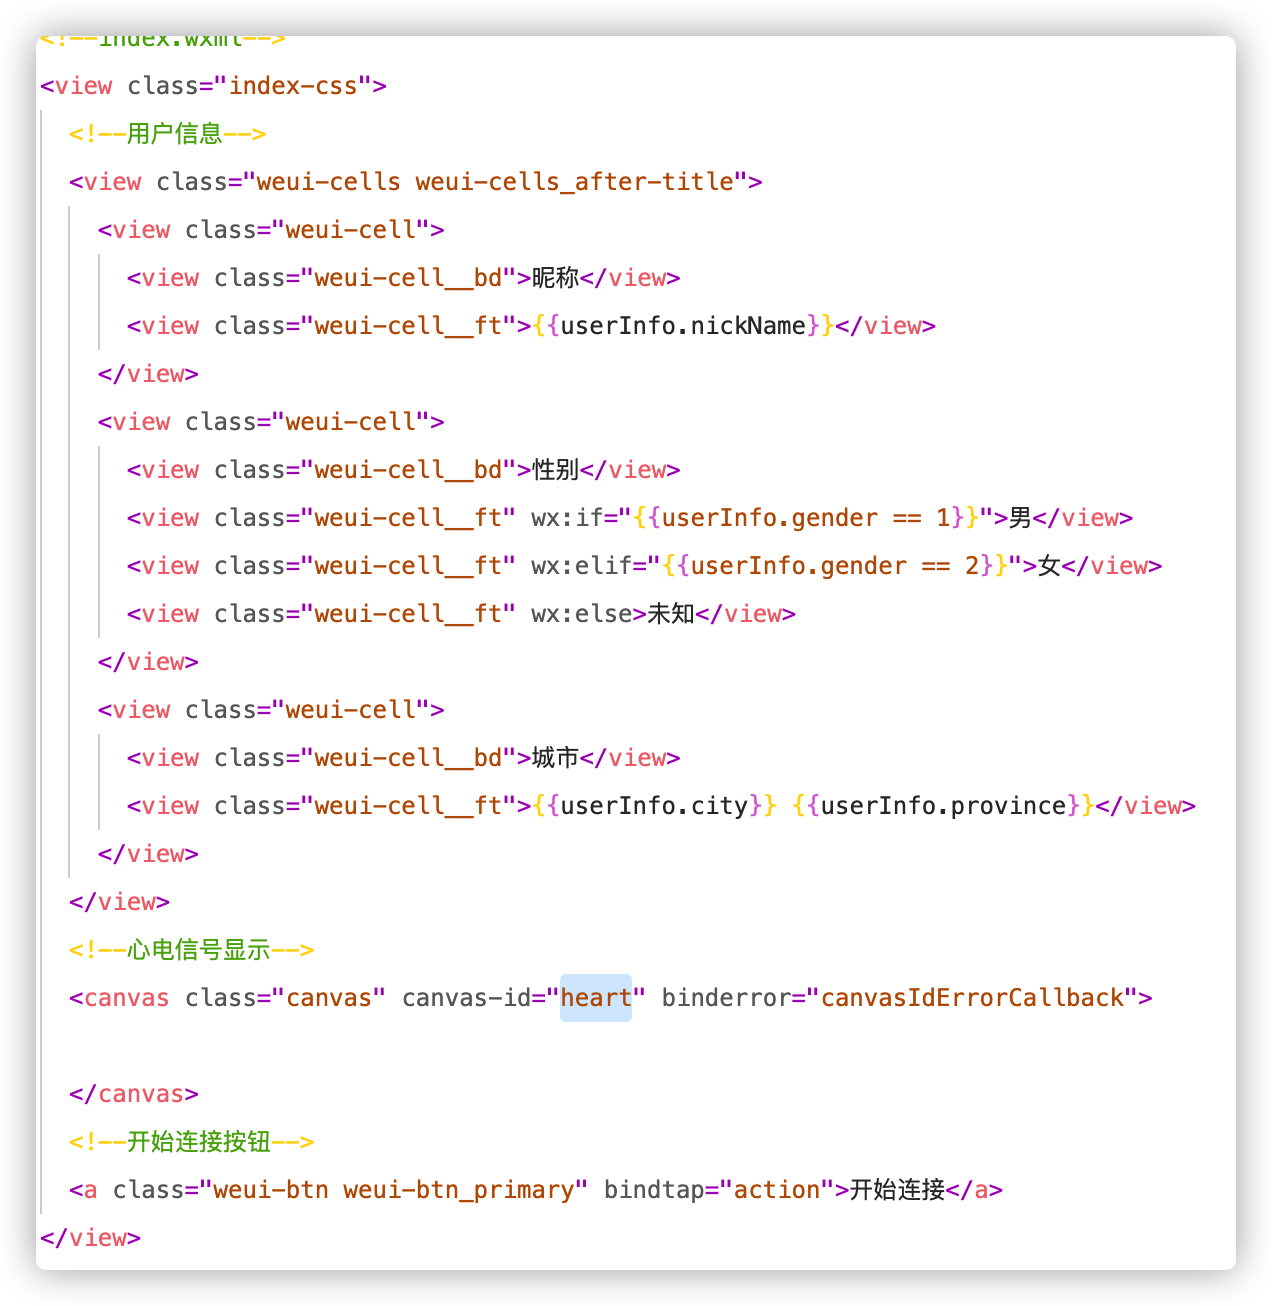 <!--index.wxml-->
<view class="index-css">
<!--用户信息-->
<view class="weui-cells weui-cells_after-title">
<view class="weui-cell">
<view class="weui-cell__bd">昵称</view>
<view class="weui-cell__ft">{{userInfo.nickName}}</view>
</view>
<view class="weui-cell">
<view class="weui-cell__bd">性别</view>
<view class="weui-cell__ft" wx:if="{{userInfo.gender == 1}}">男</view>
<view class="weui-cell__ft" wx:elif="{{userInfo.gender == 2}}">女</view>
<view class="weui-cell__ft" wx:else>未知</view>
</view>
<view class="weui-cell">
<view class="weui-cell__bd">城市</view>
<view class="weui-cell__ft">{{userInfo.city}} {{userInfo.province}}</view>
</view>
</view>
<!--心电信号显示-->
<canvas class="canvas" canvas-id="heart" binderror="canvasIdErrorCallback">
</canvas>
<!--开始连接按钮-->
<a class="weui-btn weui-btn_primary" bindtap="action">开始连接</a>
</view>